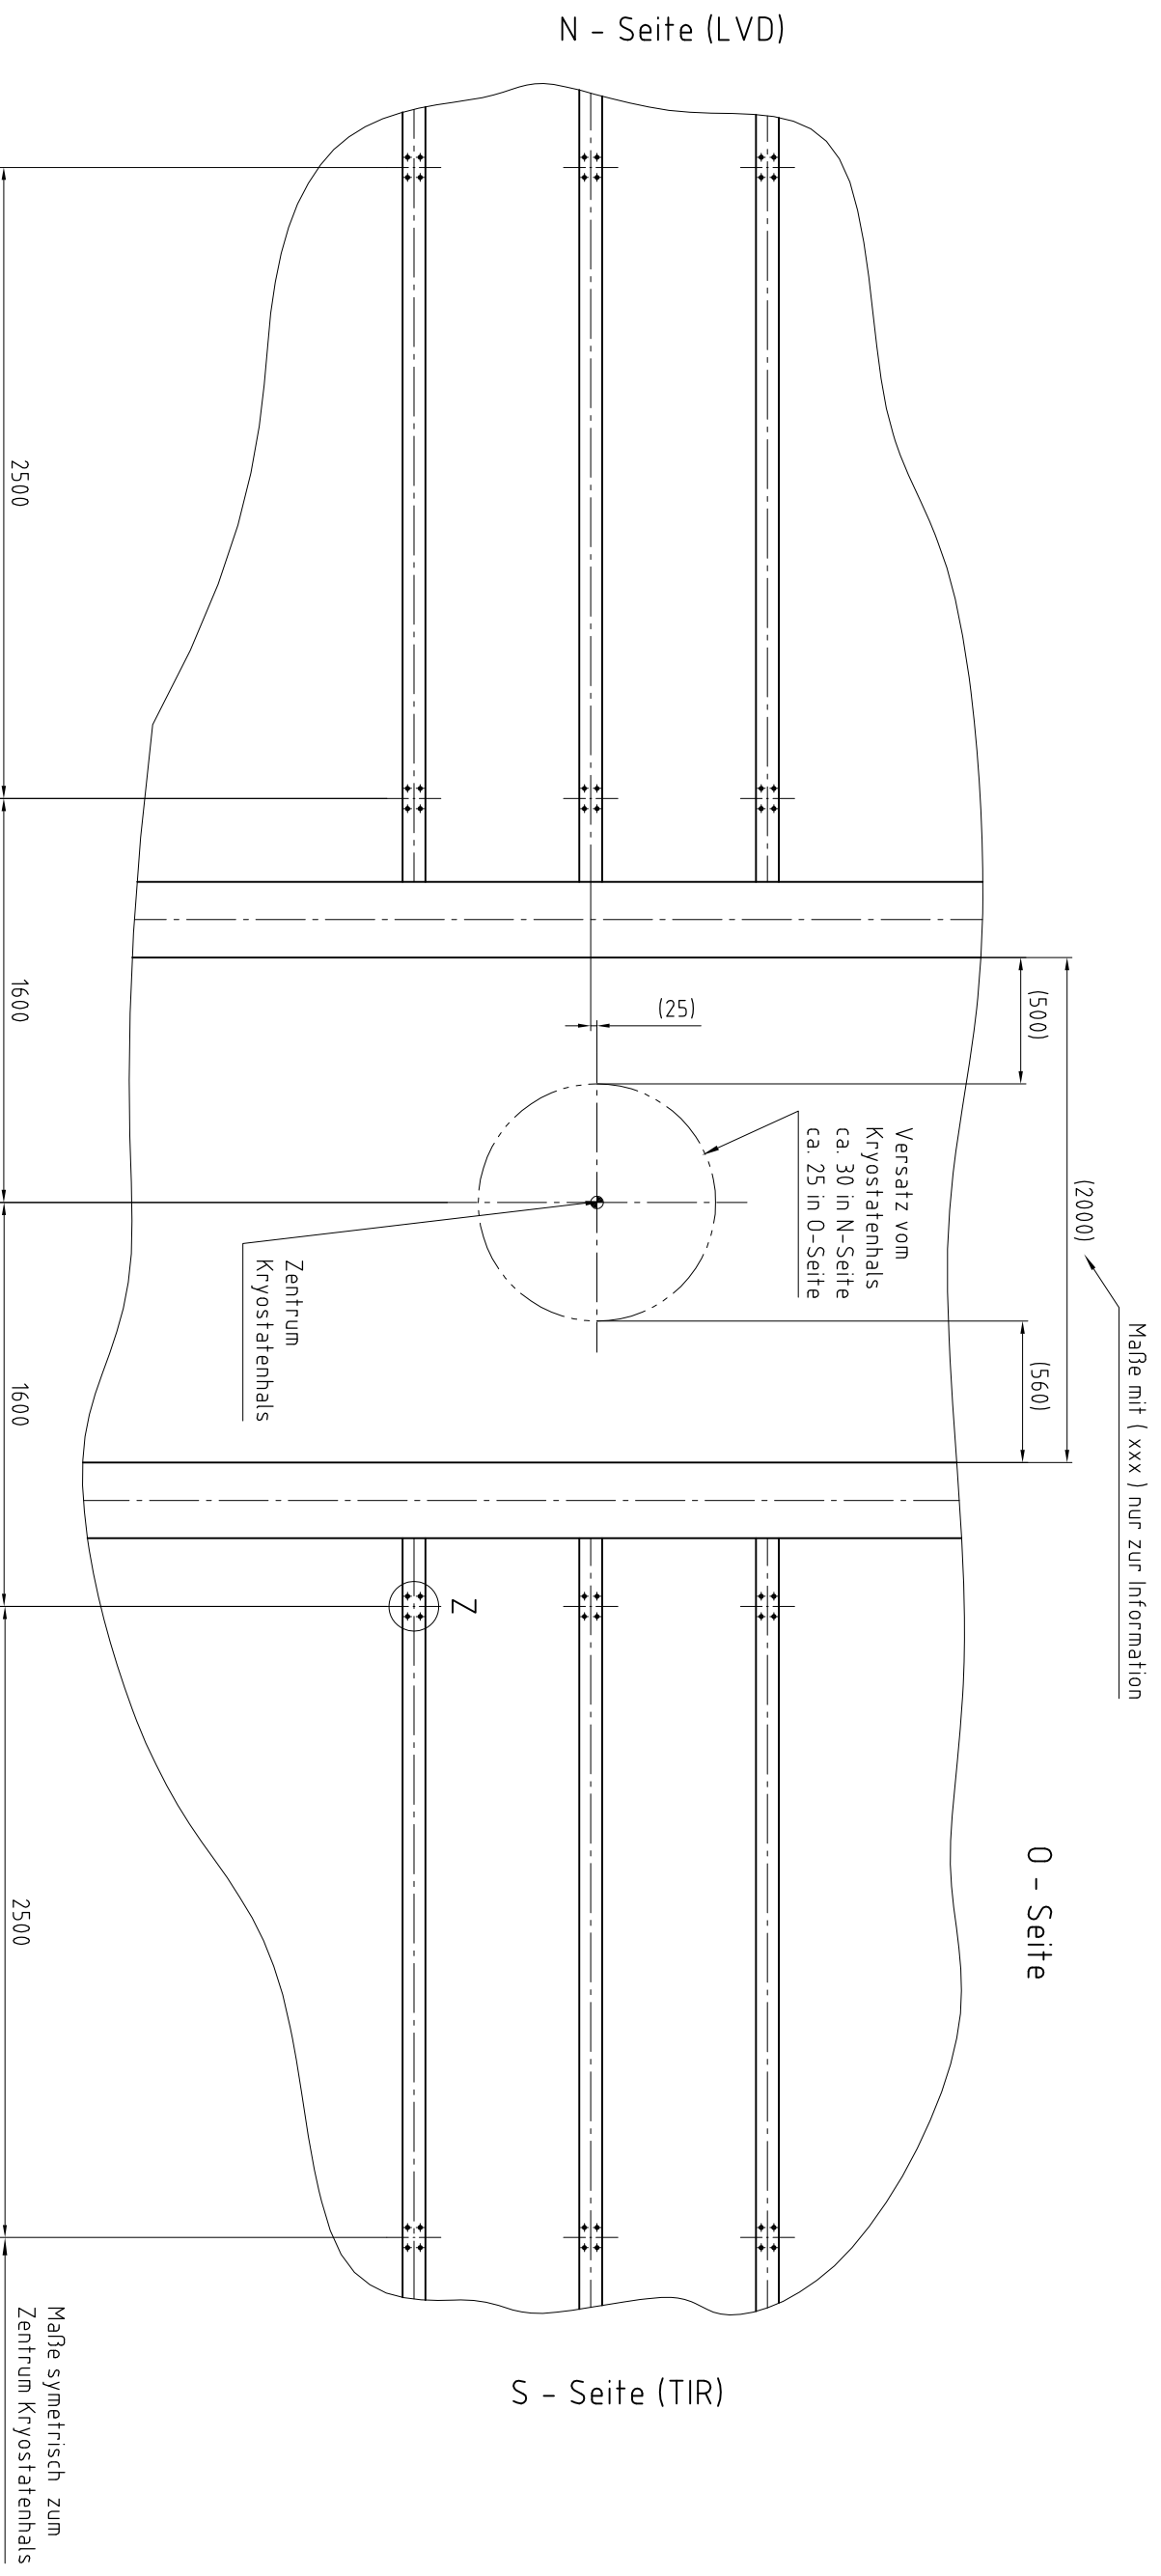 N - Seite (LVD)
Maße mit ( xxx ) nur zur Information
(2000)
(500)
(560)
O - Seite
(25)
Versatz vom
Kryostatenhals
ca. 30 in N-Seite
ca. 25 in O-Seite
Zentrum
Kryostatenhals
Z
2500
1600
1600
2500
S - Seite (TIR)
Maße symetrisch zum
Zentrum Kryostatenhals